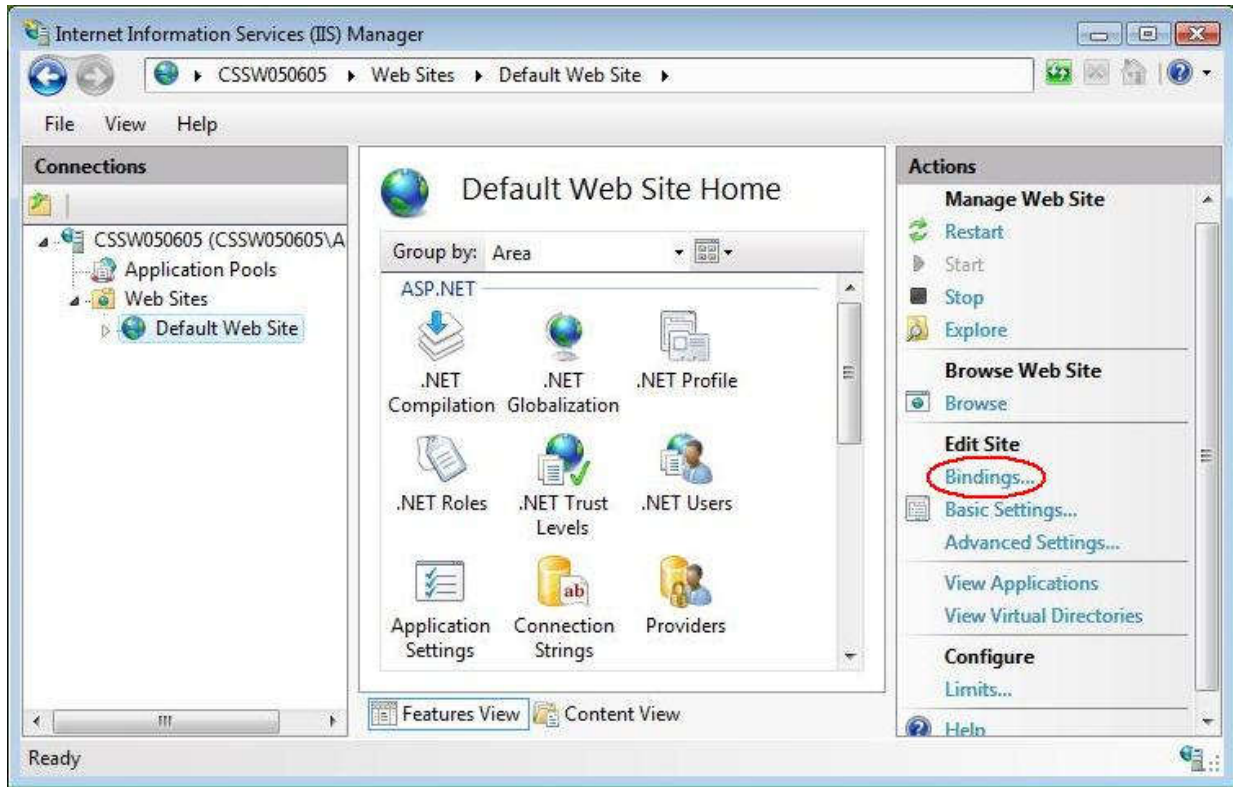 Internet Information Services (IIS) Manager
CSSW050605 Web Sites Default Web Site
File View Help
Connections
CSSW050605 (CSSW050605\A
Application Pools
Web Sites
Default Web Site
Default Web Site Home
Group by: Area
ASP.NET
.NET Compilation
.NET Globalization
.NET Profile
.NET Roles
.NET Trust Levels
.NET Users
Application Settings
ab
Connection Strings
Providers
Features View
Content View
Actions
Manage Web Site
Restart
Start
Stop
Explore
Browse Web Site
Browse
Edit Site
Bindings...
Basic Settings...
Advanced Settings...
View Applications
View Virtual Directories
Configure
Limits...
Help
Ready